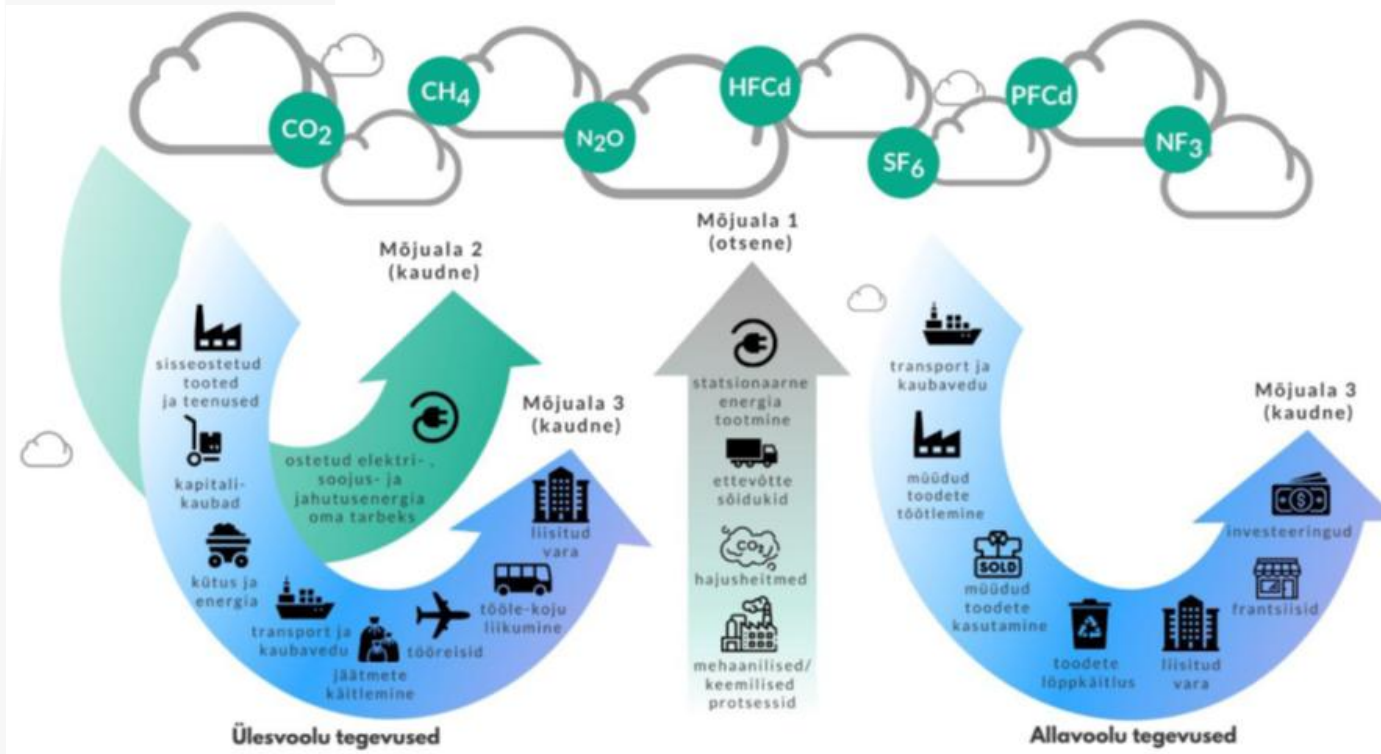 CO2
CH4
N2O
HFCd
SF6
PFCd
NF3
Mõjuala 2
(kaudne)
Mõjuala 1
(otsene)
Mõjuala 3
(kaudne)
Mõjuala 3
(kaudne)
sisseostetud
tooted
ja teenused
kapitali-
kaubad
kütus ja
energia
transport ja
kaubavedu
jäätmete
käitlemine
tööreisid
tööle-koju
liikumine
liisitud
vara
ostetud elektri- ,
soojus- ja
jahutusenergia
oma tarbeks
statsionaarne
energia
tootmine
ettevõtte
sõidukid
CO2
hajusheitmed
mehaanilised/
keemilised
protsessid
transport ja
kaubavedu
müüdud
toodete
töötlemine
SOLD
müüdud
toodete
kasutamine
toodete
lõppkäitlus
liisitud
vara
frantsiisid
investeeringud
Ülesvoolu tegevused
Allavoolu tegevused